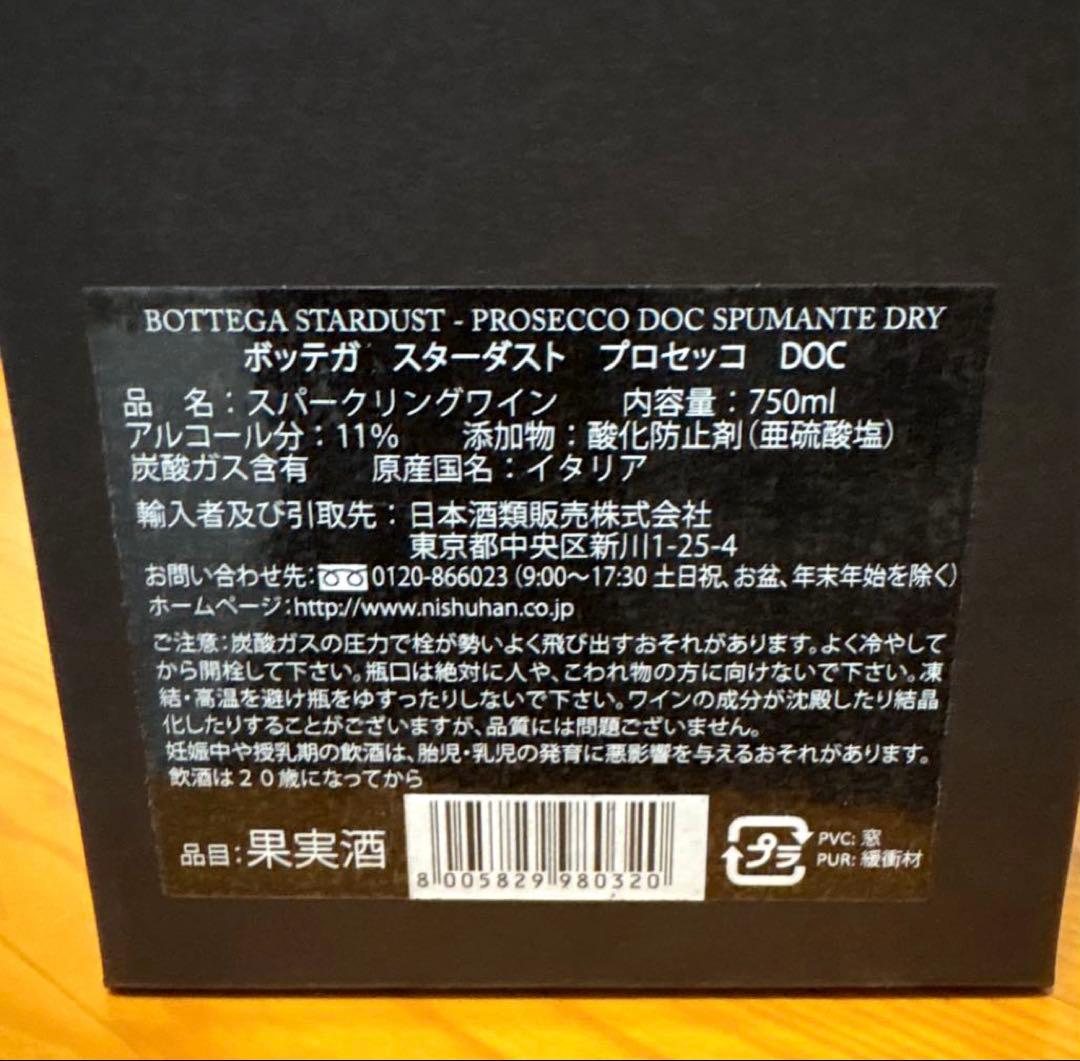 BOTTEGA STARDUST - PROSECCO DOC SPUMANTE DRY
ボッテガ　スターダスト　プロセッコ　DOC
品　名：スパークリングワイン　　内容量：750ml
アルコール分：11%　　添加物：酸化防止剤（亜硫酸塩）
炭酸ガス含有　　原産国名：イタリア
輸入者及び引取先：日本酒類販売株式会社
東京都中央区新川1-25-4
お問い合わせ先：0120-866023（9:00〜17:30 土日祝、お盆、年末年始を除く）
ホームページ：http://www.nishuhan.co.jp
ご注意：炭酸ガスの圧力で栓が勢いよく飛び出すおそれがあります。よく冷やして
から開栓して下さい。瓶口は絶対に人や、こわれ物の方に向けないで下さい。凍
結・高温を避け瓶をゆすったりしないで下さい。ワインの成分が沈殿したり結晶
化したりすることがございますが、品質には問題ございません。
妊娠中や授乳期の飲酒は、胎児・乳児の発育に悪影響を与えるおそれがあります。
飲酒は２０歳になってから
品目：果実酒
8 005829 980320
プラ
PVC: 窓
PUR: 緩衝材